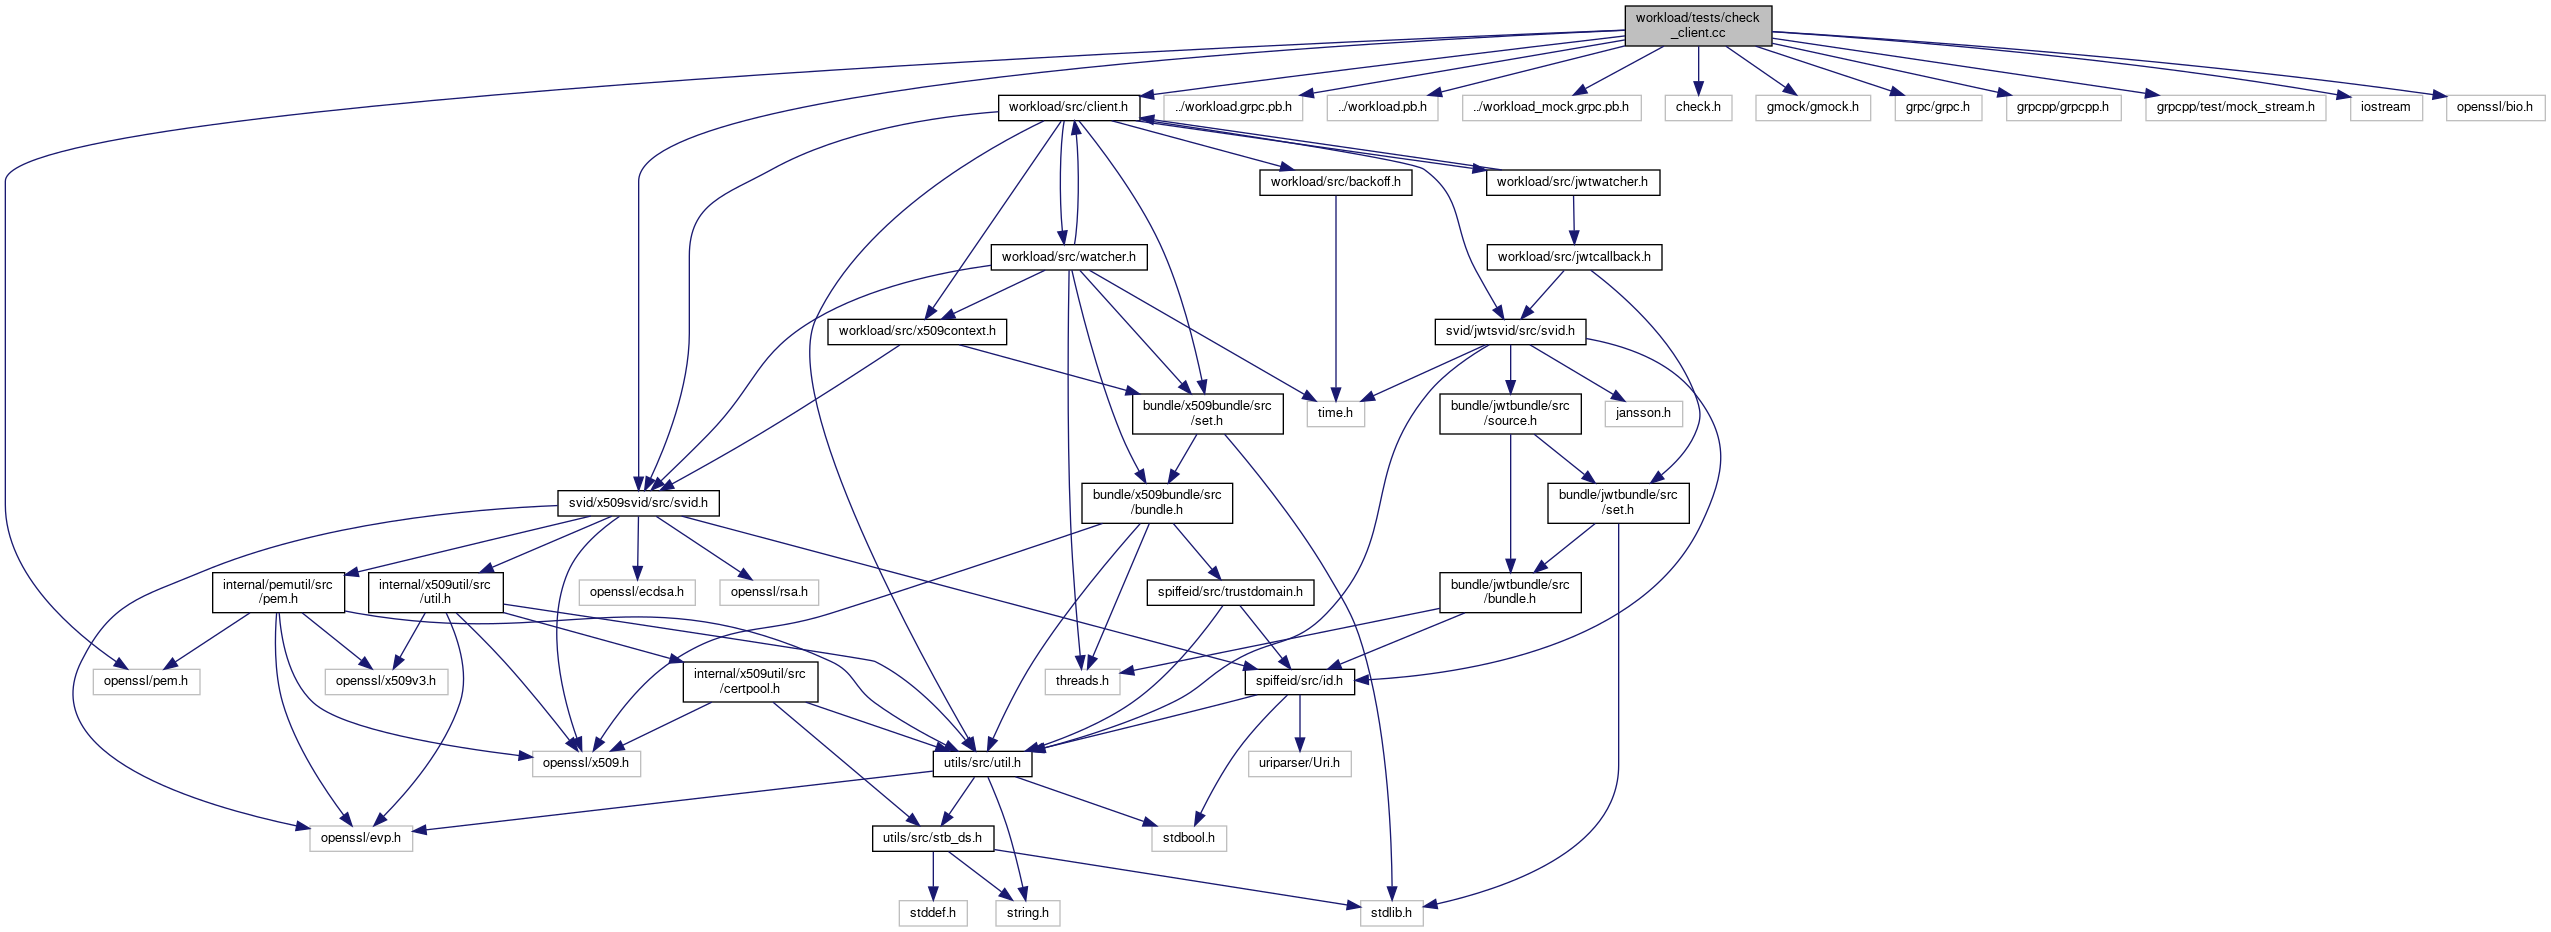 workload/tests/check
_client.cc
workload/src/client.h
../workload.grpc.pb.h
../workload.pb.h
../workload_mock.grpc.pb.h
check.h
gmock/gmock.h
grpc/grpc.h
grpcpp/grpcpp.h
grpcpp/test/mock_stream.h
iostream
openssl/bio.h
workload/src/backoff.h
workload/src/jwtwatcher.h
workload/src/watcher.h
workload/src/jwtcallback.h
workload/src/x509context.h
svid/jwtsvid/src/svid.h
bundle/x509bundle/src
/set.h
time.h
bundle/jwtbundle/src
/source.h
jansson.h
svid/x509svid/src/svid.h
bundle/x509bundle/src
/bundle.h
bundle/jwtbundle/src
/set.h
internal/pemutil/src
/pem.h
internal/x509util/src
/util.h
openssl/ecdsa.h
openssl/rsa.h
spiffeid/src/trustdomain.h
bundle/jwtbundle/src
/bundle.h
openssl/pem.h
openssl/x509v3.h
internal/x509util/src
/certpool.h
threads.h
spiffeid/src/id.h
openssl/x509.h
utils/src/util.h
uriparser/Uri.h
openssl/evp.h
utils/src/stb_ds.h
stdbool.h
stddef.h
string.h
stdlib.h